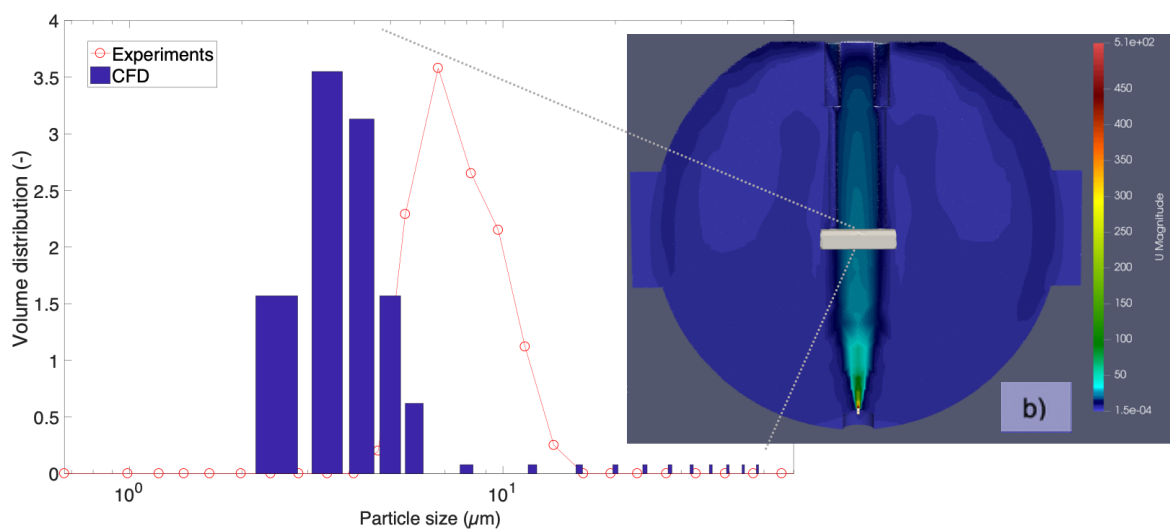 4
3.5
3
2.5
2
1.5
1
0.5
0
Volume distribution (-)
Experiments
CFD
10⁰
10¹
Particle size (μm)
5.1e+02
450
400
350
300
250
200
150
100
50
1.5e-04
U Magnitude
b)